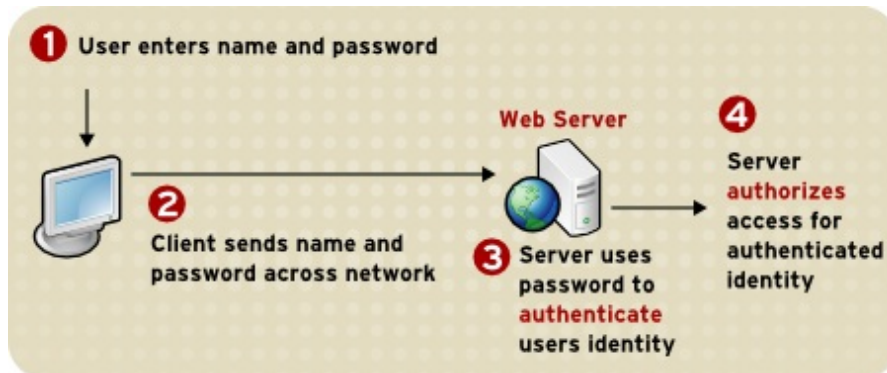 1 User enters name and password
2
Client sends name and
password across network
Web Server
3 Server uses
password to
authenticate
users identity
4
Server
authorizes
access for
authenticated
identity